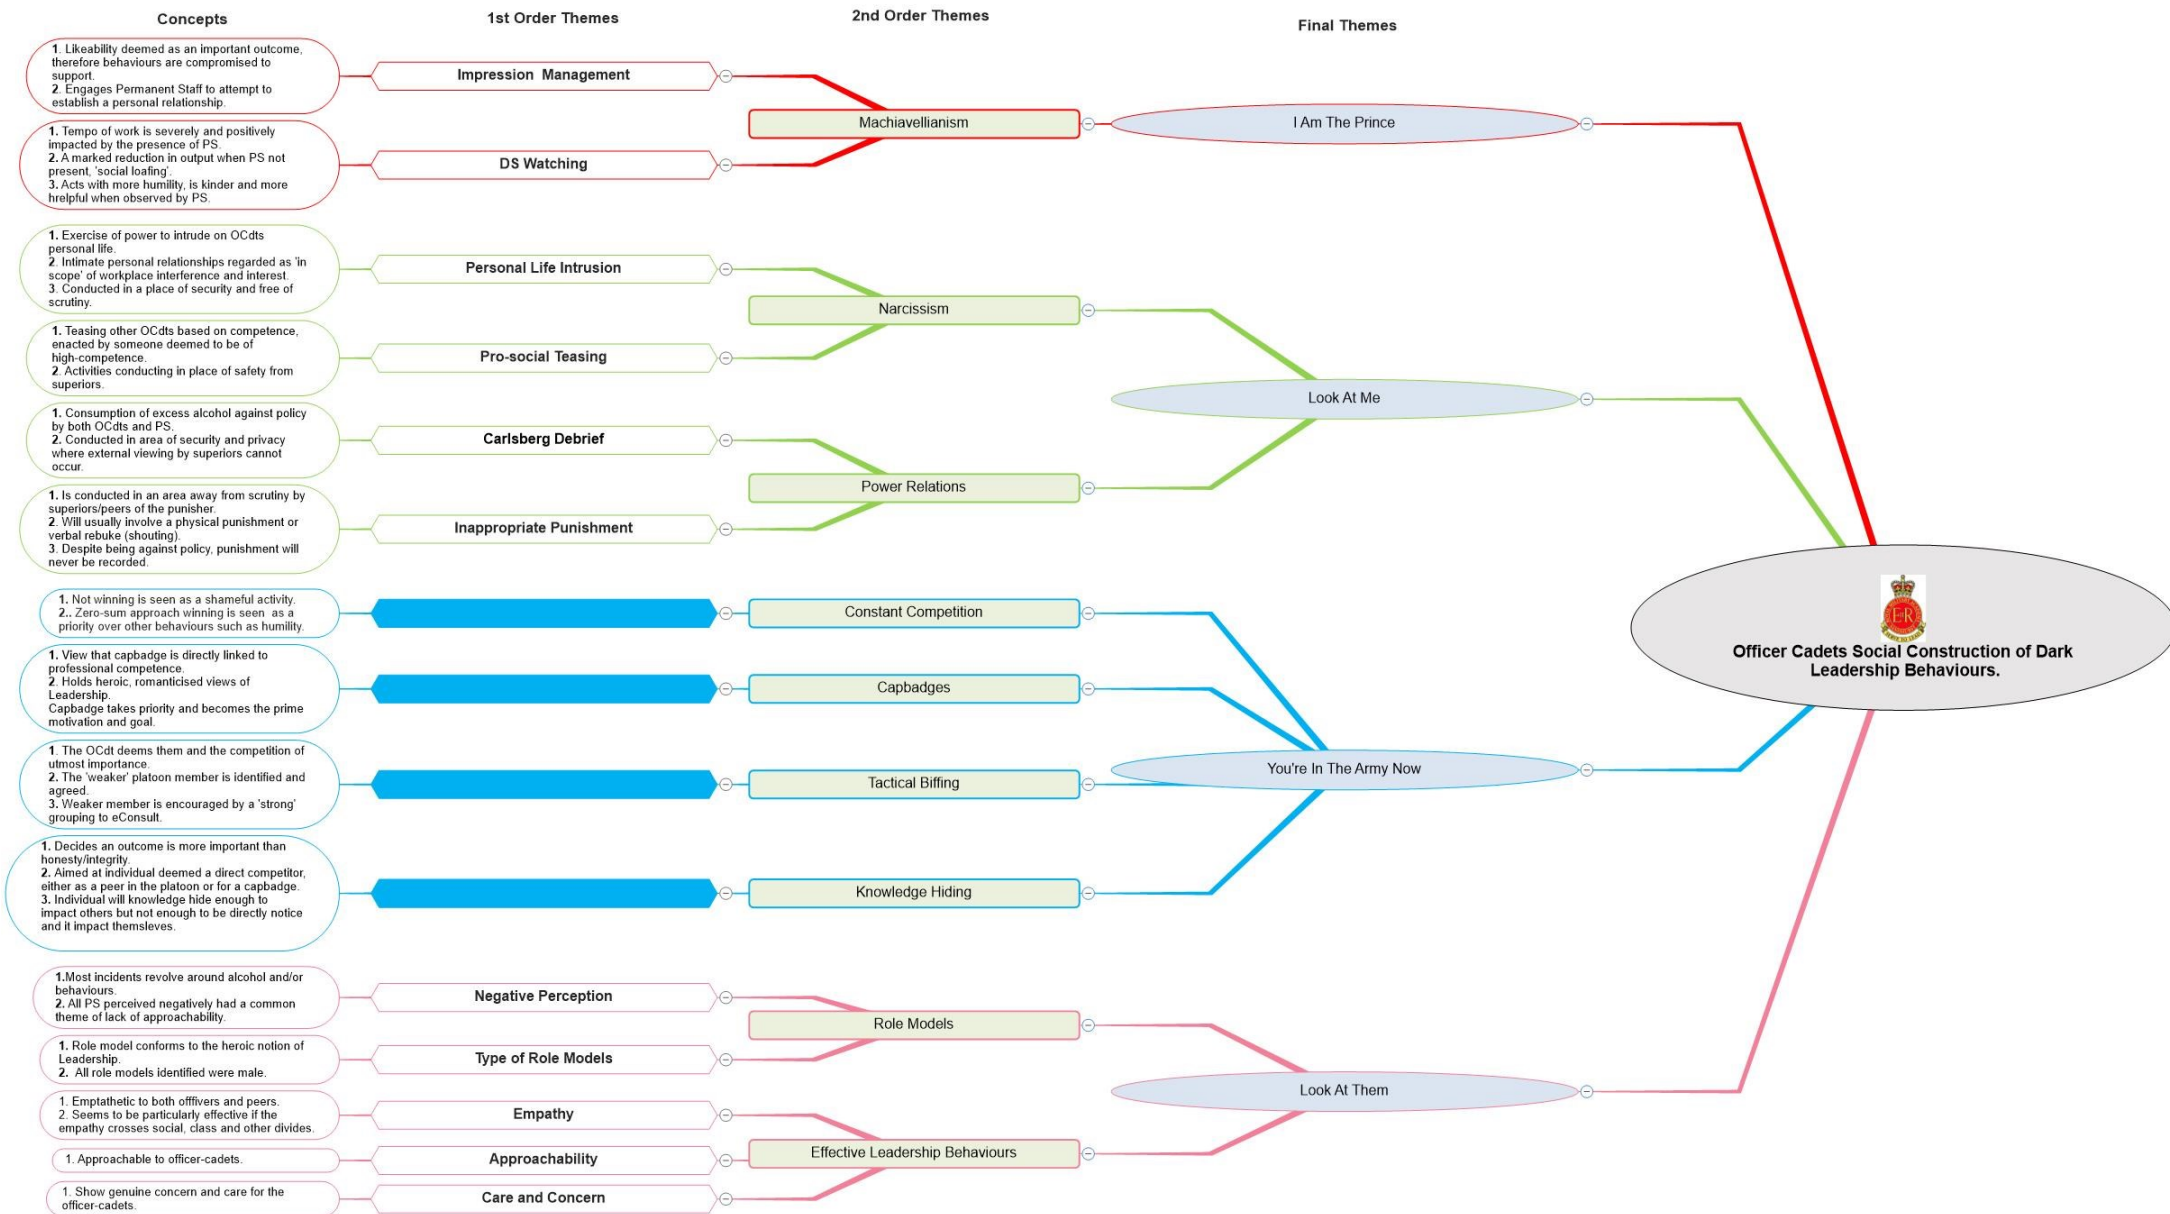 Concepts
1st Order Themes
2nd Order Themes
Final Themes
1. Likeability deemed as an important outcome,
therefore behaviours are compromised to
support.
2. Engages Permanent Staff to attempt to
establish a personal relationship.
Impression Management
1. Tempo of work is severely and positively
impacted by the presence of PS.
2. A marked reduction in output when PS not
present, 'social loafing'.
3. Acts with more humility, is kinder and more
hrelpful when observed by PS.
DS Watching
Machiavellianism
I Am The Prince
1. Exercise of power to intrude on OCdts
personal life.
2. Intimate personal relationships regarded as 'in
scope' of workplace interference and interest.
3. Conducted in a place of security and free of
scrutiny.
Personal Life Intrusion
1. Teasing other OCdts based on competence,
enacted by someone deemed to be of
high-competence.
2. Activities conducting in place of safety from
superiors.
Pro-social Teasing
Narcissism
1. Consumption of excess alcohol against policy
by both OCdts and PS.
2. Conducted in area of security and privacy
where external viewing by superiors cannot
occur.
Carlsberg Debrief
1. Is conducted in an area away from scrutiny by
superiors/peers of the punisher.
2. Will usually involve a physical punishment or
verbal rebuke (shouting).
3. Despite being against policy, punishment will
never be recorded.
Inappropriate Punishment
Power Relations
Look At Me
1. Not winning is seen as a shameful activity.
2.. Zero-sum approach winning is seen as a
priority over other behaviours such as humility.
Constant Competition
1. View that capbadge is directly linked to
professional competence.
2. Holds heroic, romanticised views of
Leadership.
Capbadge takes priority and becomes the prime
motivation and goal.
Capbadges
1. The OCdt deems them and the competition of
utmost importance.
2. The 'weaker' platoon member is identified and
agreed.
3. Weaker member is encouraged by a 'strong'
grouping to eConsult.
Tactical Biffing
1. Decides an outcome is more important than
honesty/integrity.
2. Aimed at individual deemed a direct competitor,
either as a peer in the platoon or for a capbadge.
3. Individual will knowledge hide enough to
impact others but not enough to be directly notice
and it impact themsleves.
Knowledge Hiding
You're In The Army Now
1.Most incidents revolve around alcohol and/or
behaviours.
2. All PS perceived negatively had a common
theme of lack of approachability.
Negative Perception
1. Role model conforms to the heroic notion of
Leadership.
2. All role models identified were male.
Type of Role Models
Role Models
1. Emptathetic to both offfivers and peers.
2. Seems to be particularly effective if the
empathy crosses social, class and other divides.
Empathy
1. Approachable to officer-cadets.
Approachability
1. Show genuine concern and care for the
officer-cadets.
Care and Concern
Effective Leadership Behaviours
Look At Them
E R
SERVE TO LEAD
Officer Cadets Social Construction of Dark
Leadership Behaviours.